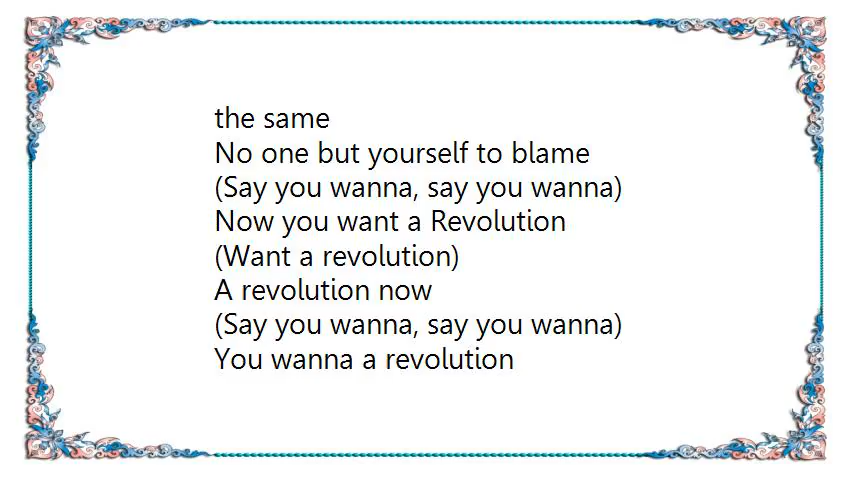 the same
No one but yourself to blame
(Say you wanna, say you wanna)
Now you want a Revolution
(Want a revolution)
A revolution now
(Say you wanna, say you wanna)
You wanna a revolution